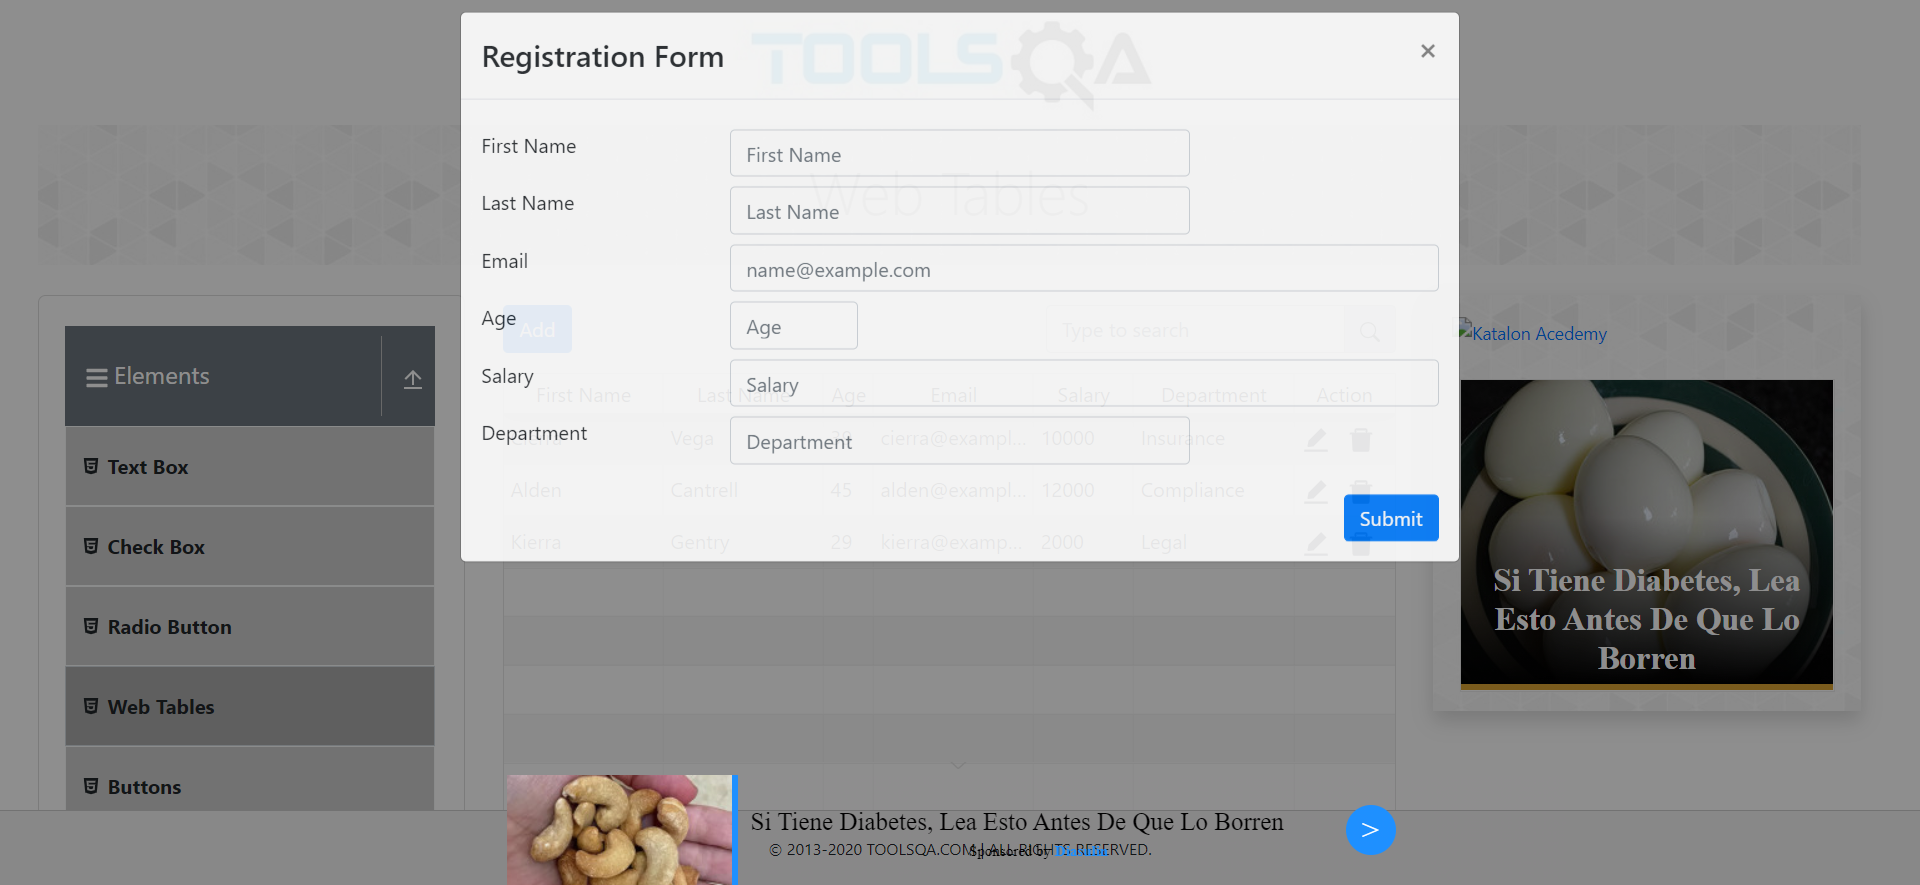 TOOLSQA
Registration Form
×
First Name
First Name
Web Tables
Last Name
Last Name
Email
name@example.com
Age
Age
Add
Type to search
Salary
Salary
First Name Last Name Age Email Salary Department Action
Department
Department
Vega cierra@exampl... 10000 Insurance
Alden Cantrell 45 alden@exampl... 12000 Compliance
Submit
Kierra Gentry 29 kierra@examp... 2000 Legal
Elements
Text Box
Check Box
Radio Button
Web Tables
Buttons
Katalon Acedemy
Si Tiene Diabetes, Lea
Esto Antes De Que Lo
Borren
Si Tiene Diabetes, Lea Esto Antes De Que Lo Borren
>
© 2013-2020 TOOLSQA.COM | ALL RIGHTS RESERVED.
Sponsored by